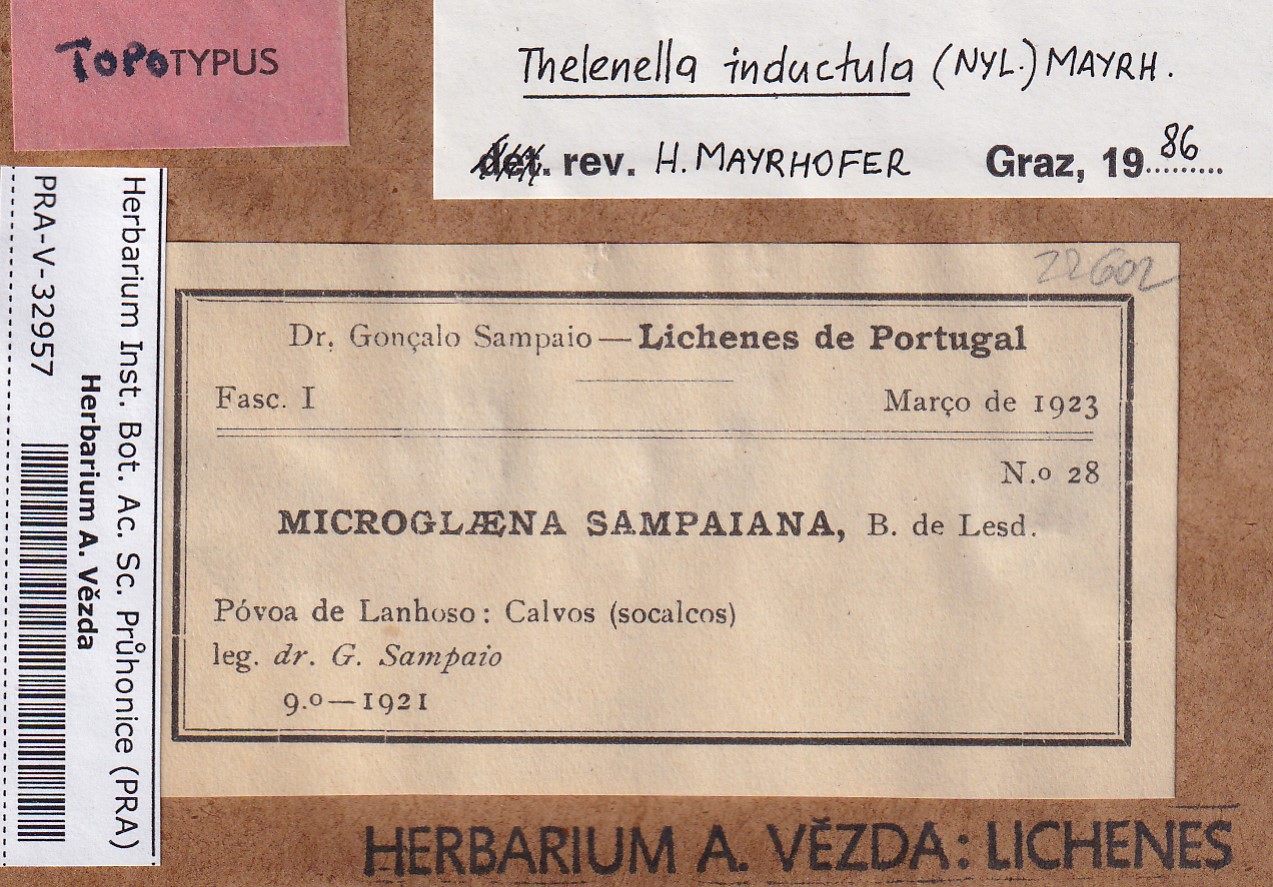 TOPOTYPUS
Thelenella inductula (NYL.) MAYRH.
det. rev. H. MAYRHOFER Graz, 1986
Herbarium Inst. Bot. Ac. Sc. Průhonice (PRA)
Herbarium A. Vězda
PRA-V-32957
22602
Dr. Gonçalo Sampaio — Lichenes de Portugal
Fasc. I Março de 1923
N.o 28
MICROGLÆNA SAMPAIANA, B. de Lesd.
Póvoa de Lanhoso: Calvos (socalcos)
leg. dr. G. Sampaio
9.o — 1921
HERBARIUM A. VĚZDA: LICHENES